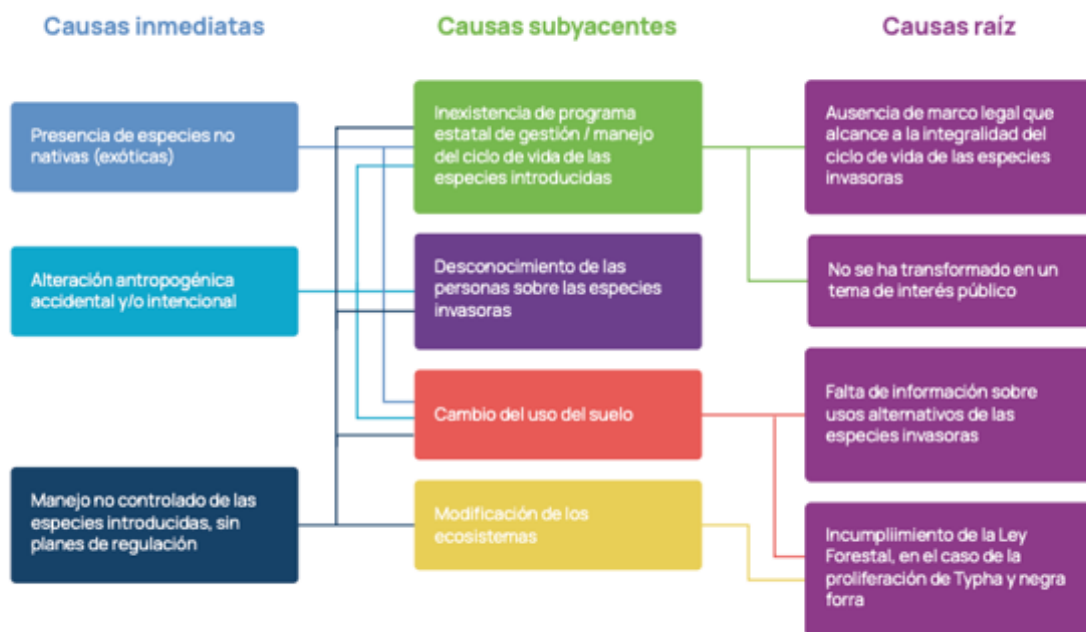 Causas inmediatas
Causas subyacentes
Causas raíz
Presencia de especies no
nativas (exóticas)
Alteración antropogénica
accidental y/o intencional
Manejo no controlado de las
especies introducidas, sin
planes de regulación
Inexistencia de programa
estatal de gestión / manejo
del ciclo de vida de las
especies introducidas
Desconocimiento de las
personas sobre las especies
invasoras
Cambio del uso del suelo
Modificación de los
ecosistemas
Ausencia de marco legal que
alcance a la integralidad del
ciclo de vida de las especies
invasoras
No se ha transformado en un
tema de interés público
Falta de información sobre
usos alternativos de las
especies invasoras
Incumpliimiento de la Ley
Forestal, en el caso de la
proliferación de Typha y negra
forra